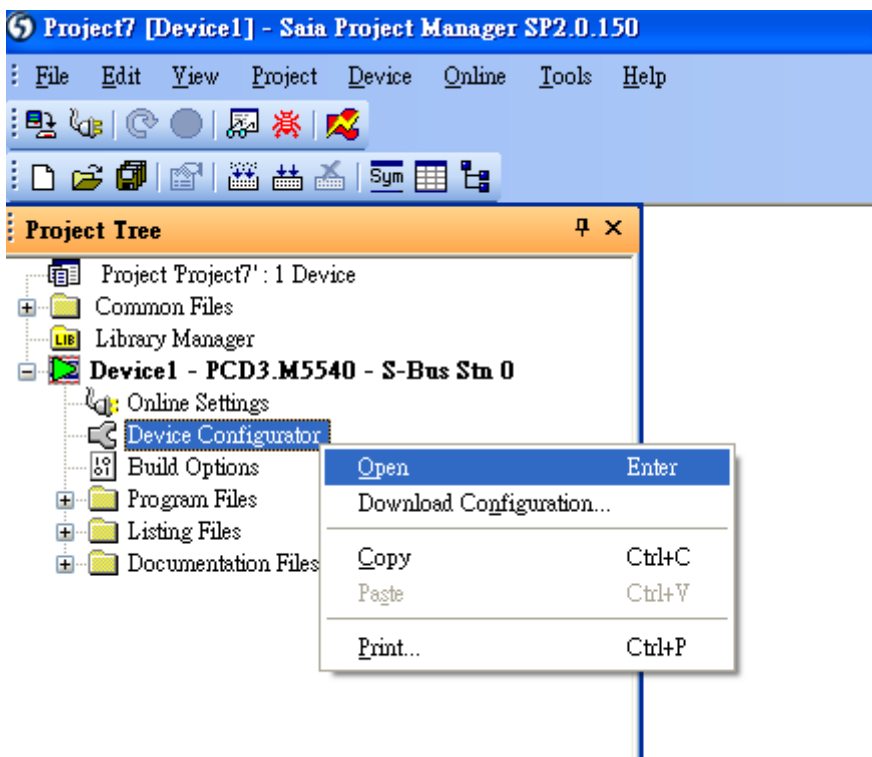 Project7 [Device1] - Saia Project Manager SP2.0.150
File Edit View Project Device Online Tools Help
Sym
Project Tree
Project 'Project7' : 1 Device
Common Files
LIB Library Manager
Device1 - PCD3.M5540 - S-Bus Stn 0
Online Settings
Device Configurator
Build Options
Program Files
Listing Files
Documentation Files
Open Enter
Download Configuration...
Copy Ctrl+C
Paste Ctrl+V
Print... Ctrl+P